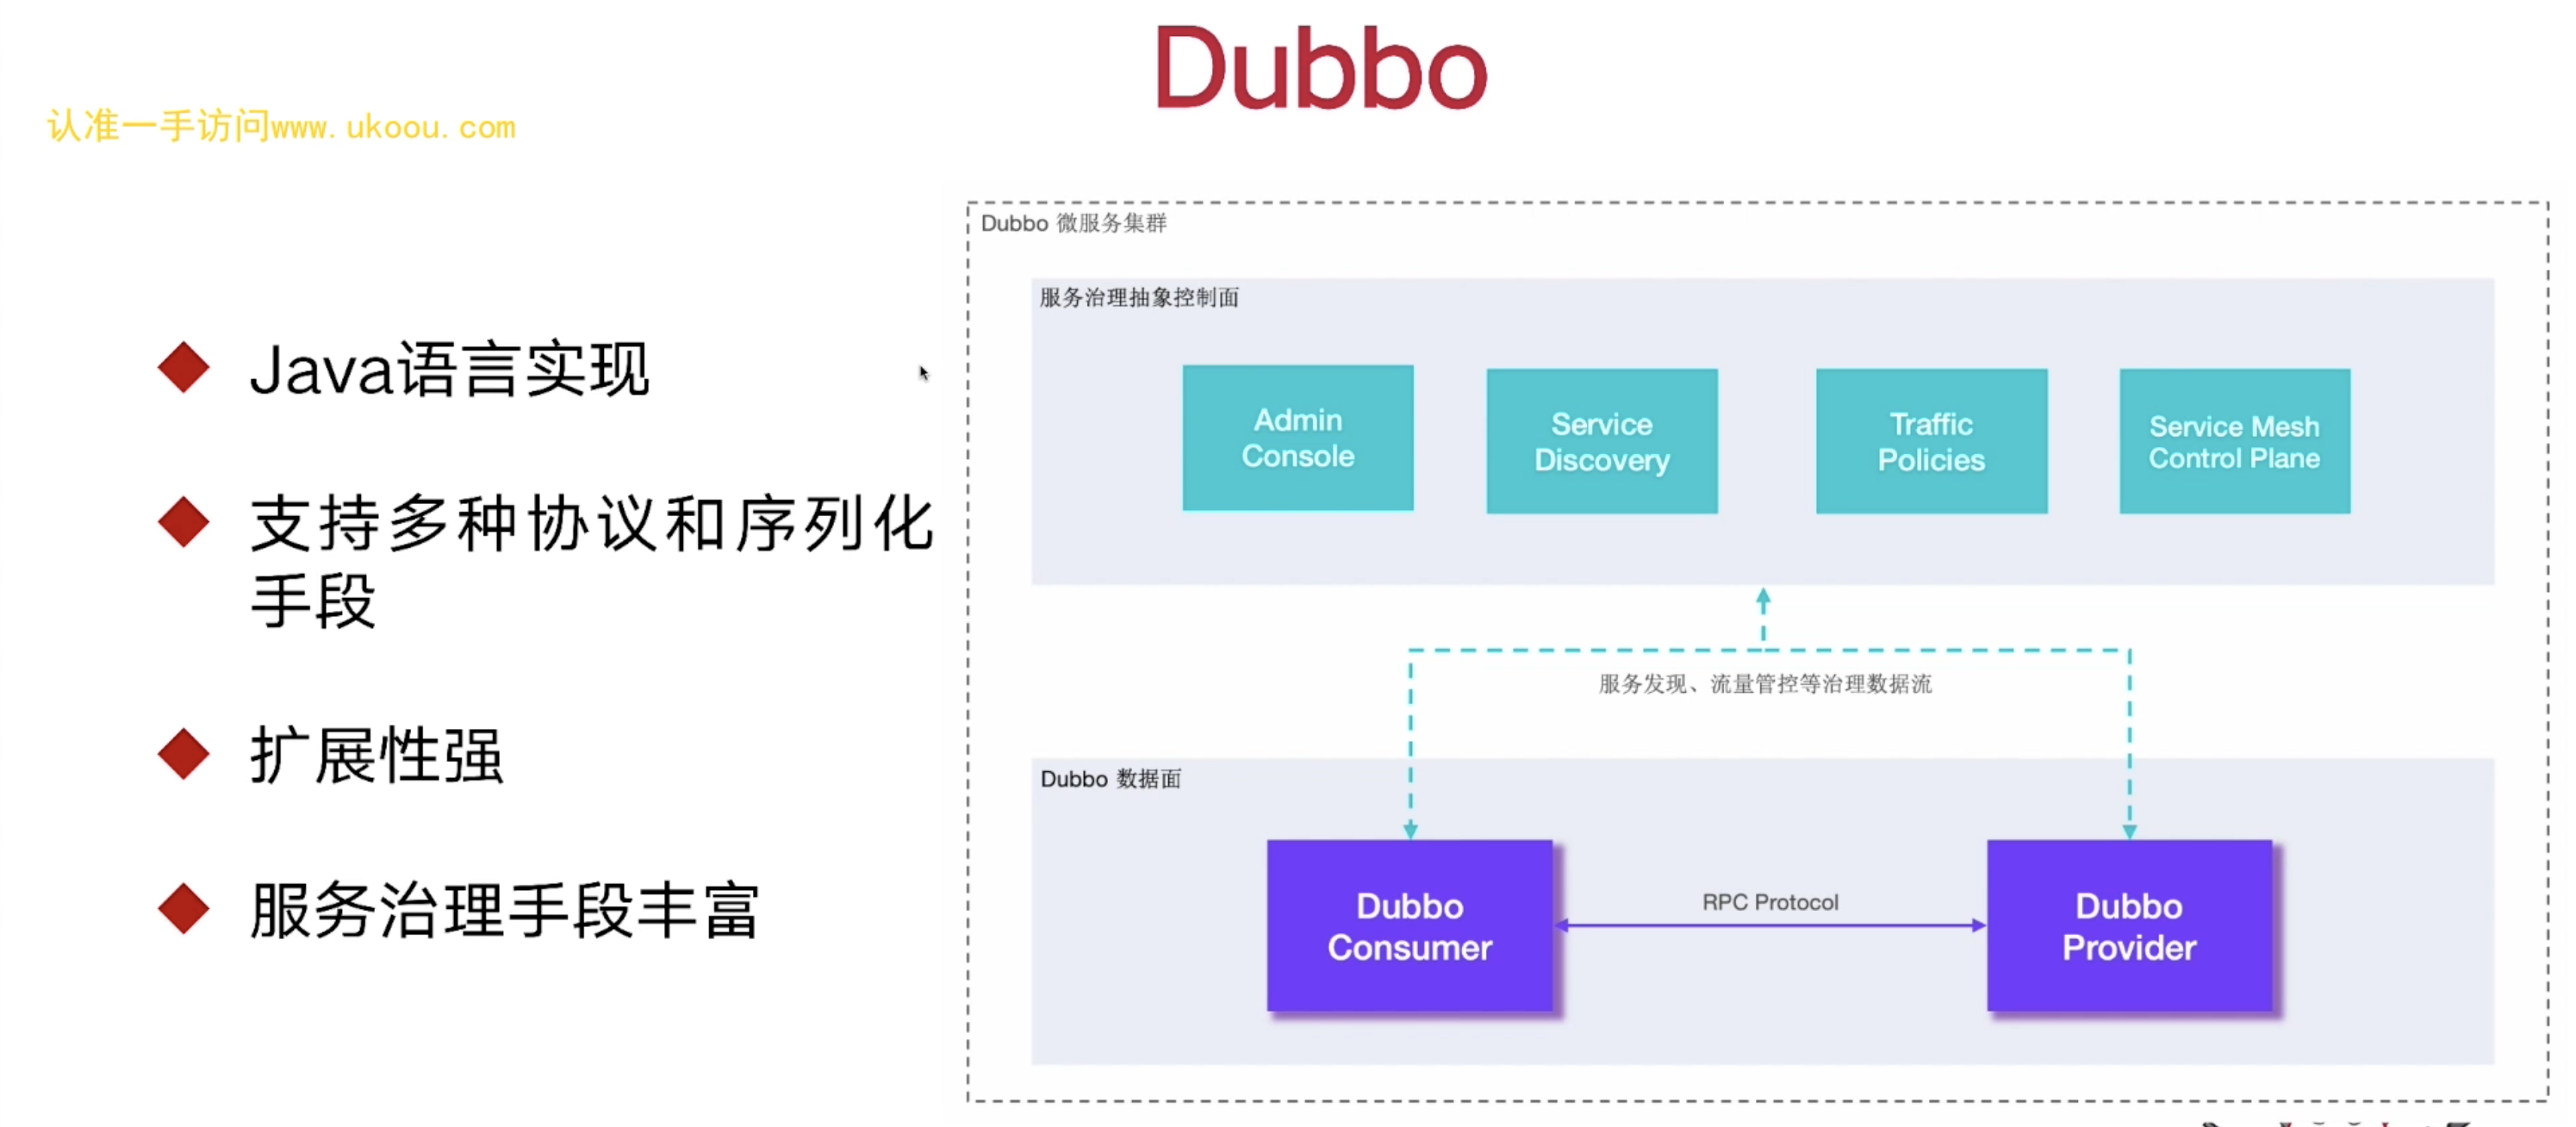 Dubbo
认准一手访问www.ukoou.com
Java语言实现
支持多种协议和序列化
手段
扩展性强
服务治理手段丰富
Dubbo 微服务集群
服务治理抽象控制面
Admin
Console
Service
Discovery
Traffic
Policies
Service Mesh
Control Plane
服务发现、流量管控等治理数据流
Dubbo 数据面
Dubbo
Consumer
RPC Protocol
Dubbo
Provider